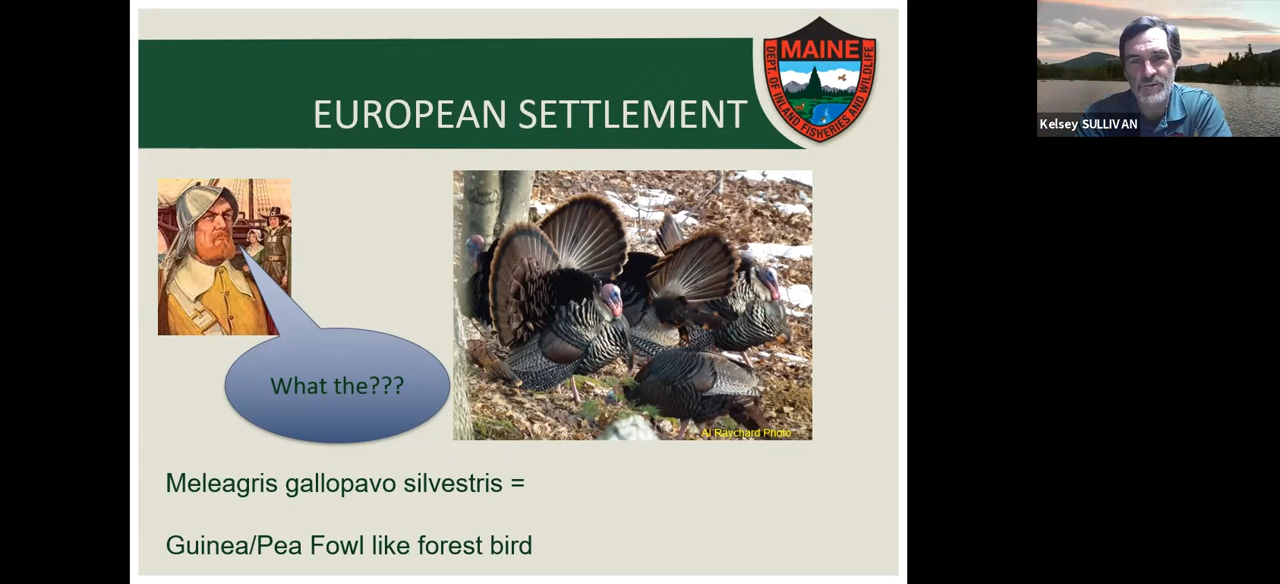 EUROPEAN SETTLEMENT
MAINE
DEPT. OF INLAND FISHERIES AND WILDLIFE
Kelsey SULLIVAN
What the???
Al Raychard Photo
Meleagris gallopavo silvestris =
Guinea/Pea Fowl like forest bird